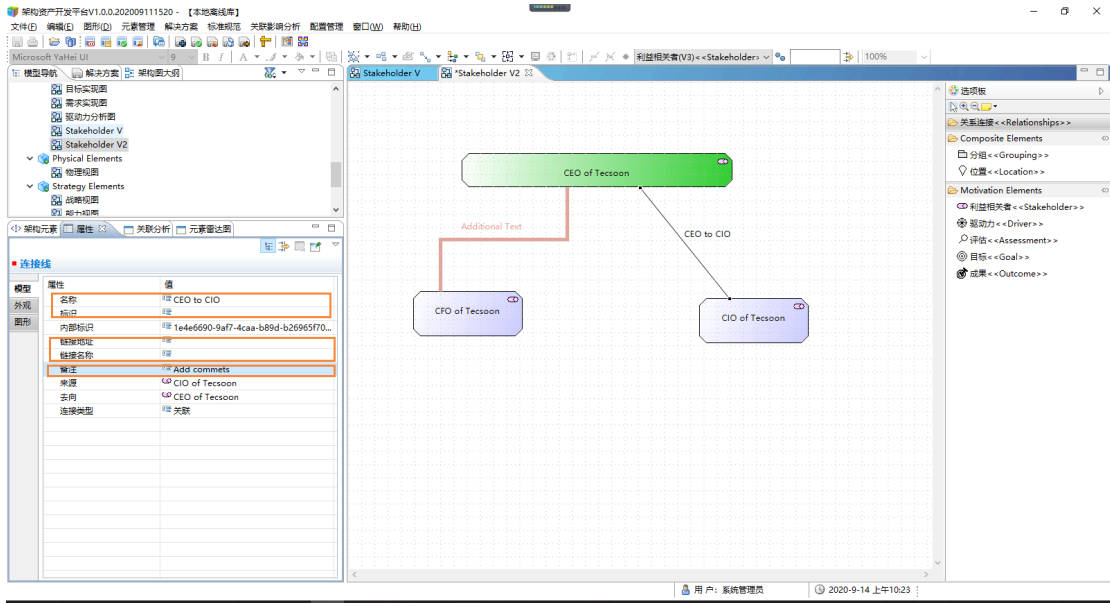 架构资产开发平台V1.0.0.202009111520 - 【本地离线库】
文件(F) 编辑(E) 图形(D) 元素管理 解决方案 标准规范 关联影响分析 配置管理 窗口(W) 帮助(H)
Microsoft YaHei UI 9 B I A 利益相关者(V3)<<Stakeholder> 100%
模型导航 解决方案 架构图大纲
Stakeholder V *Stakeholder V2
目标实现图
需求实现图
驱动力分析图
Stakeholder V
Stakeholder V2
Physical Elements
物理视图
Strategy Elements
战略视图
能力视图
架构元素 属性 关联分析 元素雷达图
连接线
模型
外观
图形
属性 值
名称 CEO to CIO
标识
内部标识 1e4e6690-9af7-4caa-b89d-b26965f70...
链接地址
链接名称
备注 Add commets
来源 CIO of Tecsoon
去向 CEO of Tecsoon
连接类型 关联
CEO of Tecsoon
Additional Text
CEO to CIO
CFO of Tecsoon
CIO of Tecsoon
选项板
关系连接<<Relationships>>
Composite Elements
分组<<Grouping>>
位置<<Location>>
Motivation Elements
利益相关者<<Stakeholder>>
驱动力<<Driver>>
评估<<Assessment>>
目标<<Goal>>
成果<<Outcome>>
用 户: 系统管理员
2020-9-14 上午10:23